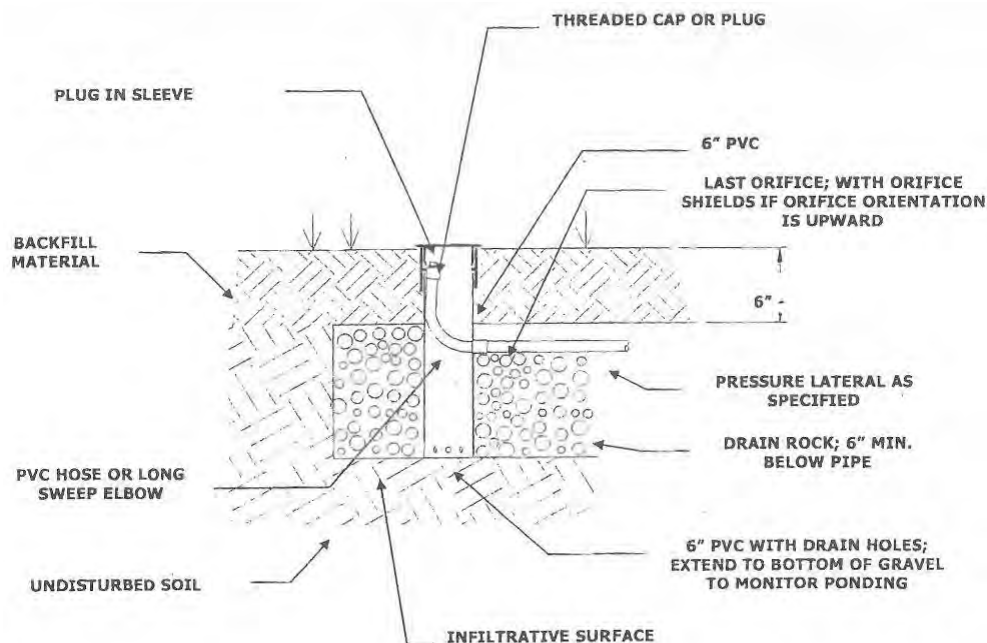 THREADED CAP OR PLUG
PLUG IN SLEEVE
6" PVC
LAST ORIFICE; WITH ORIFICE
SHIELDS IF ORIFICE ORIENTATION
IS UPWARD
BACKFILL
MATERIAL
6"
PRESSURE LATERAL AS
SPECIFIED
DRAIN ROCK; 6" MIN.
BELOW PIPE
PVC HOSE OR LONG
SWEEP ELBOW
6" PVC WITH DRAIN HOLES;
EXTEND TO BOTTOM OF GRAVEL
TO MONITOR PONDING
UNDISTURBED SOIL
INFILTRATIVE SURFACE